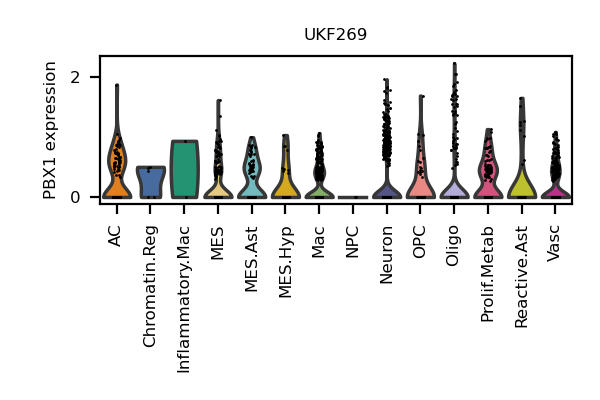 UKF269
PBX1 expression
2
0
AC
Chromatin.Reg
Inflammatory.Mac
MES
MES.Ast
MES.Hyp
Mac
NPC
Neuron
OPC
Oligo
Prolif.Metab
Reactive.Ast
Vasc